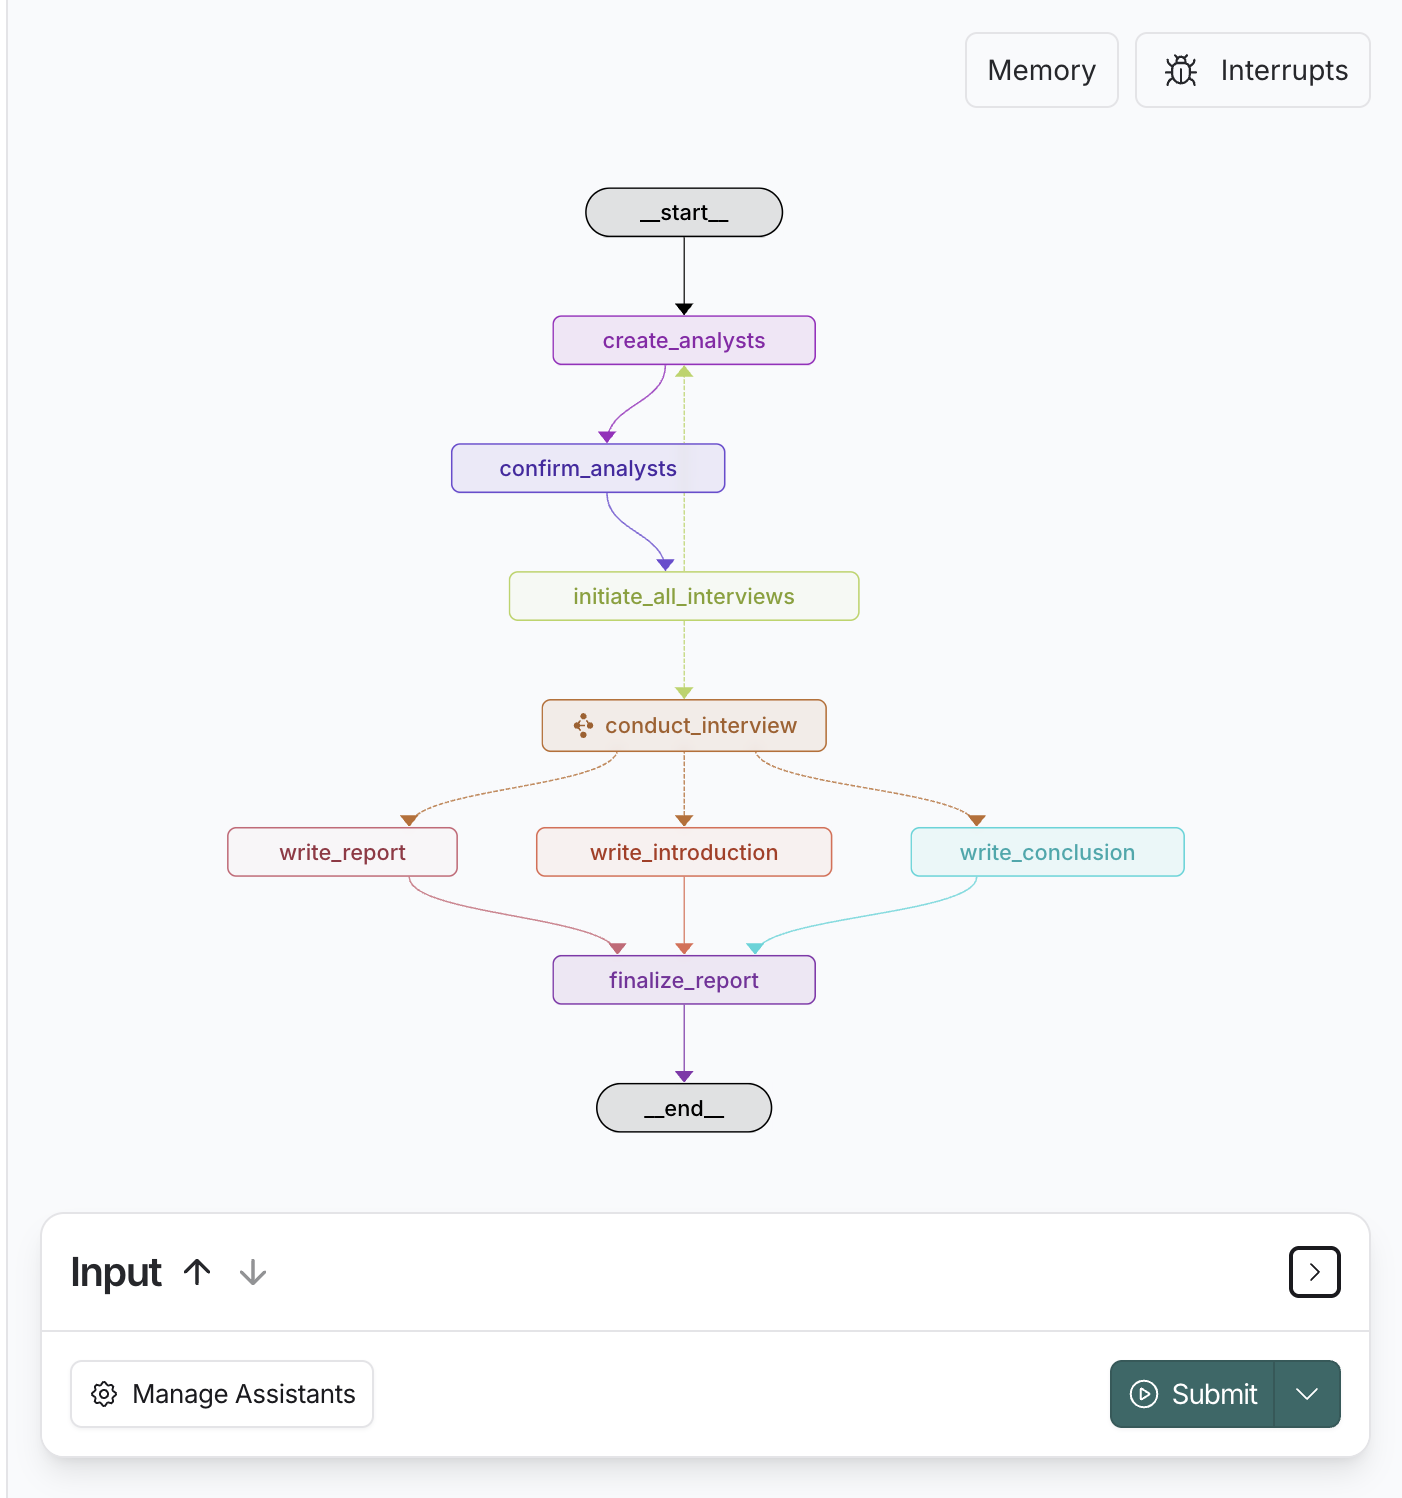 Memory
Interrupts
__start__
create_analysts
confirm_analysts
initiate_all_interviews
conduct_interview
write_report
write_introduction
write_conclusion
finalize_report
__end__
Input
Manage Assistants
Submit